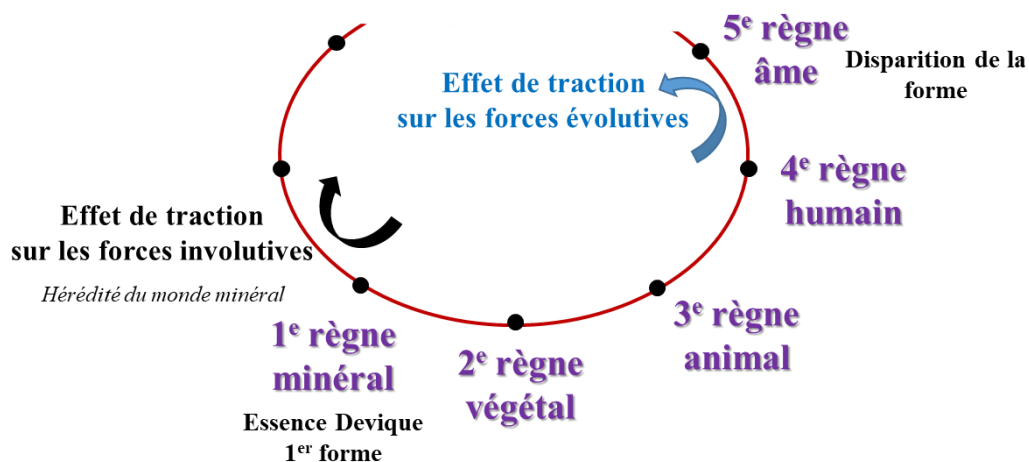 5e règne
âme
Disparition de la
forme
Effet de traction
sur les forces évolutives
4e règne
humain
Effet de traction
sur les forces involutives
Hérédité du monde minéral
3e règne
animal
1e règne
minéral
2e règne
végétal
Essence Devique
1er forme